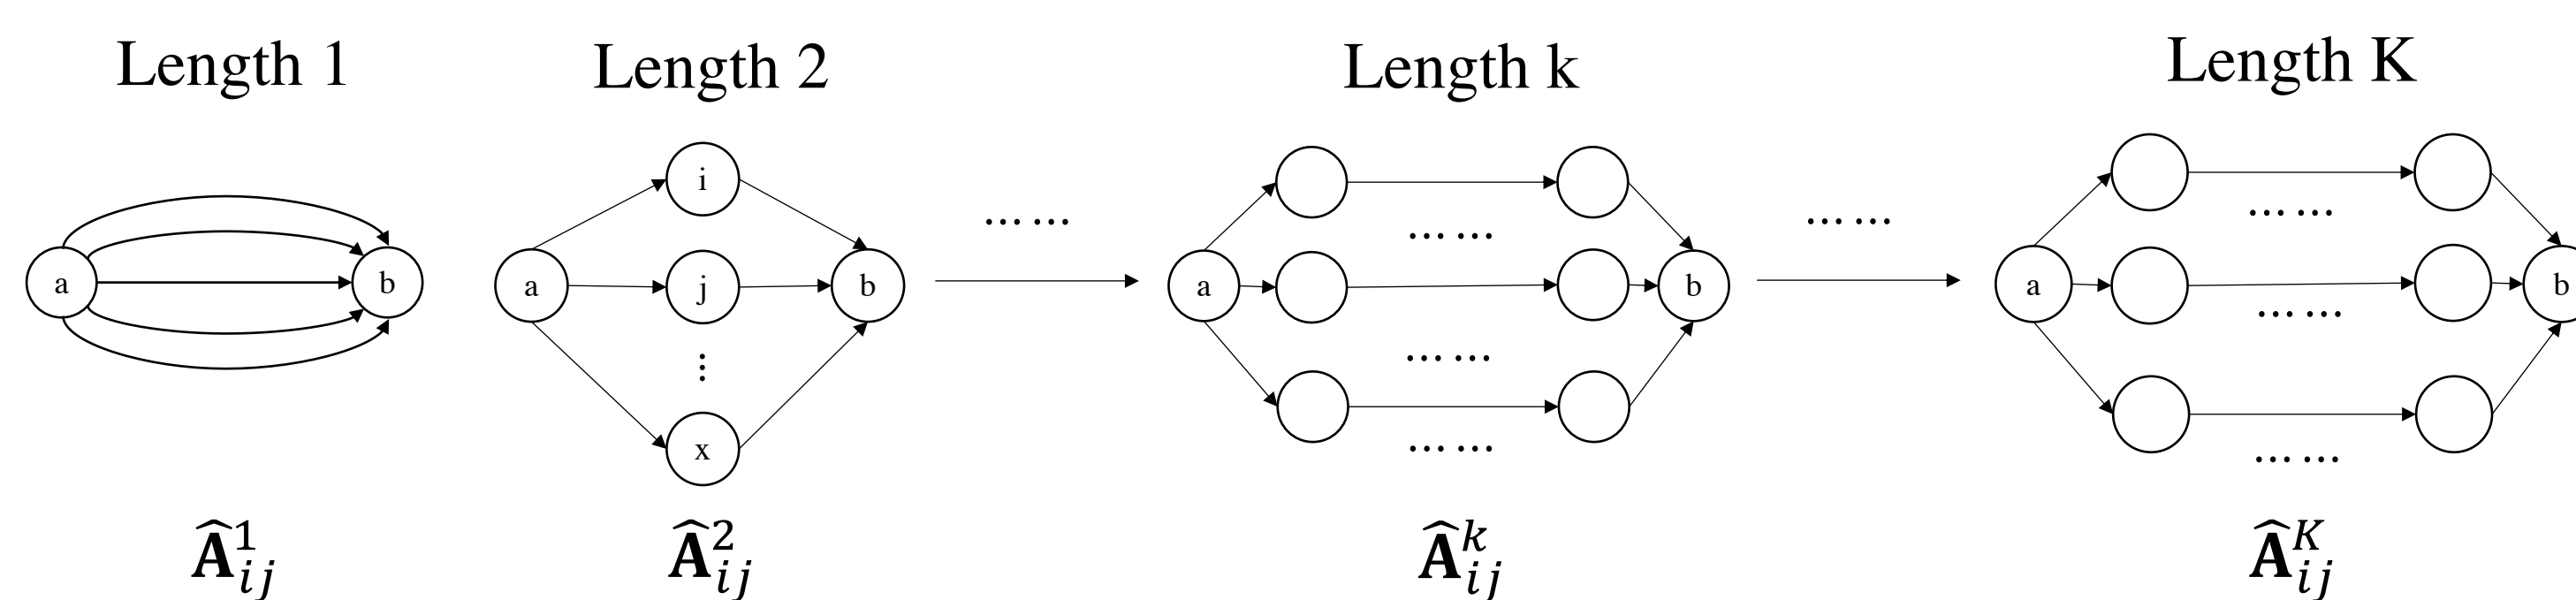 Length 1
Length 2
Length k
Length K
a
b
a
i
j
⋮
x
b
……
a
……
……
……
b
……
a
……
……
……
b
Â¹ᵢⱼ
Â²ᵢⱼ
Âᵏᵢⱼ
Âᴷᵢⱼ